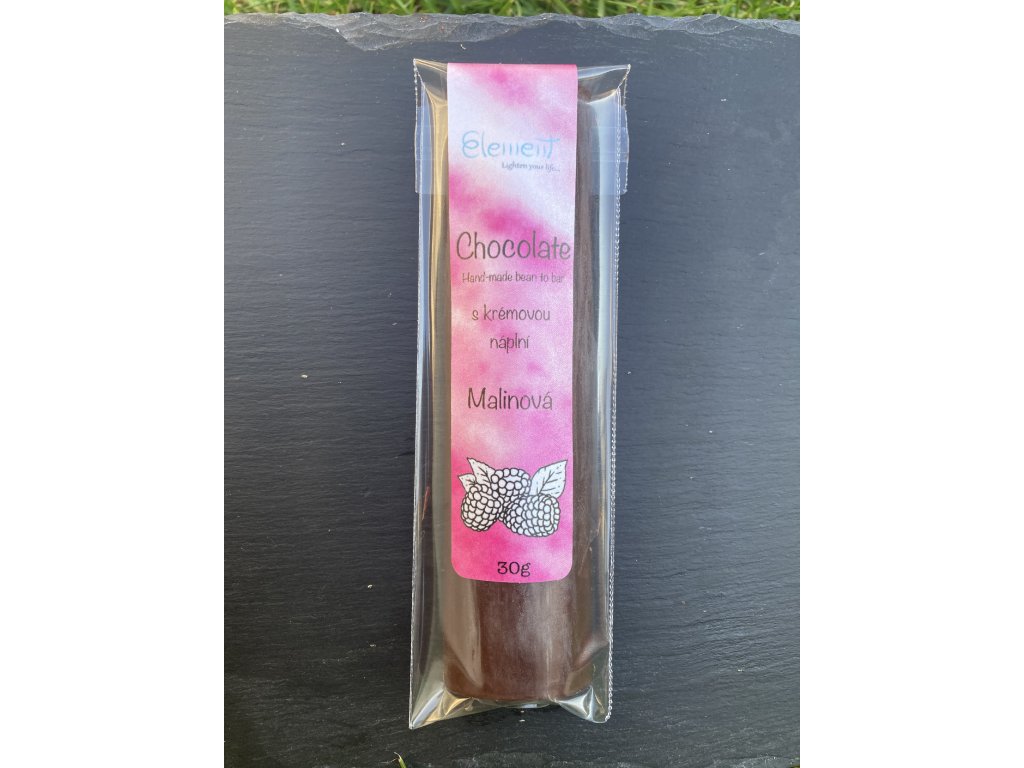 Element
Lighten your life...
Chocolate
Hand-made bean to bar
s krémovou
náplní
Malinová
30g